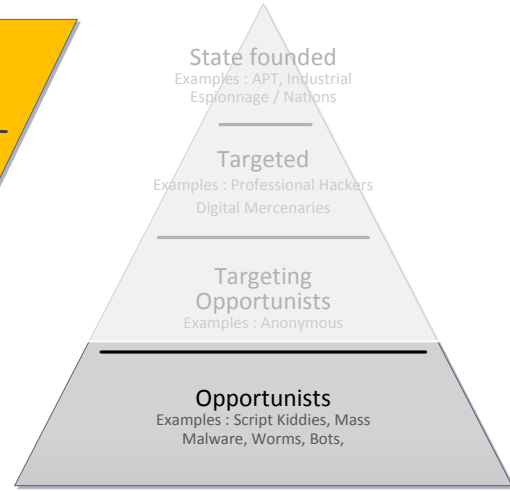 State founded
Examples : APT, Industrial
Espionnage / Nations
Targeted
Examples : Professional Hackers
Digital Mercenaries
Targeting
Opportunists
Examples : Anonymous
Opportunists
Examples : Script Kiddies, Mass
Malware, Worms, Bots,